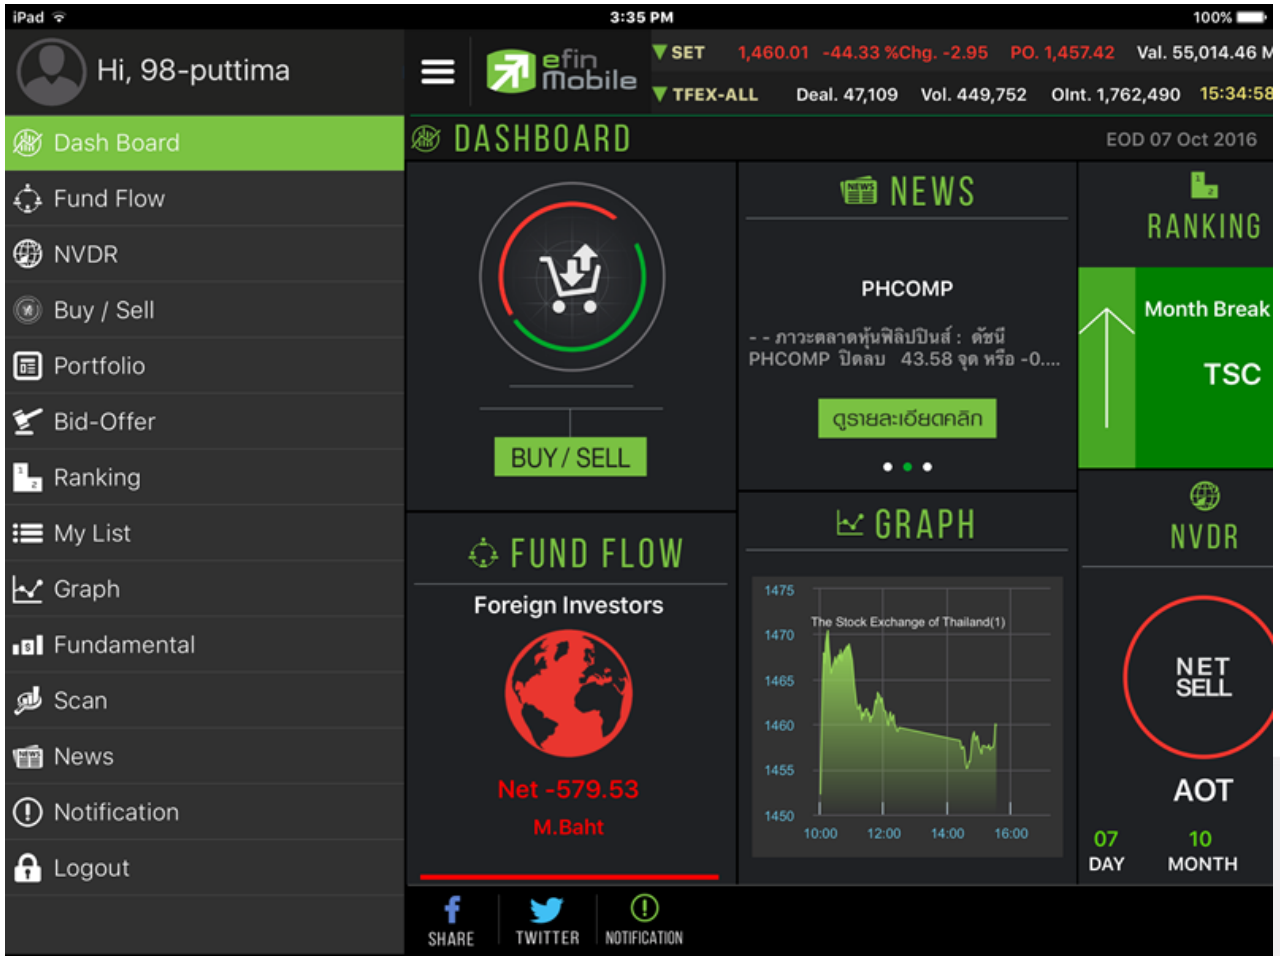 iPad
3:35 PM
100%
Hi, 98-puttima
efin
Mobile
SET 1,460.01 -44.33 %Chg. -2.95 PO. 1,457.42 Val. 55,014.46 M
TFEX-ALL Deal. 47,109 Vol. 449,752 OInt. 1,762,490 15:34:58
Dash Board
Fund Flow
NVDR
Buy / Sell
Portfolio
Bid-Offer
Ranking
My List
Graph
Fundamental
Scan
News
Notification
Logout
DASHBOARD
EOD 07 Oct 2016
BUY / SELL
NEWS
PHCOMP
- - ภาวะตลาดหุ้นฟิลิปปินส์ : ดัชนี
PHCOMP ปิดลบ 43.58 จุด หรือ -0....
ดูรายละเอียดคลิก
RANKING
Month Break
TSC
FUND FLOW
Foreign Investors
Net -579.53
M.Baht
GRAPH
The Stock Exchange of Thailand(1)
1475
1470
1465
1460
1455
1450
10:00 12:00 14:00 16:00
NVDR
NET
SELL
AOT
07 10
DAY MONTH
SHARE
TWITTER
NOTIFICATION